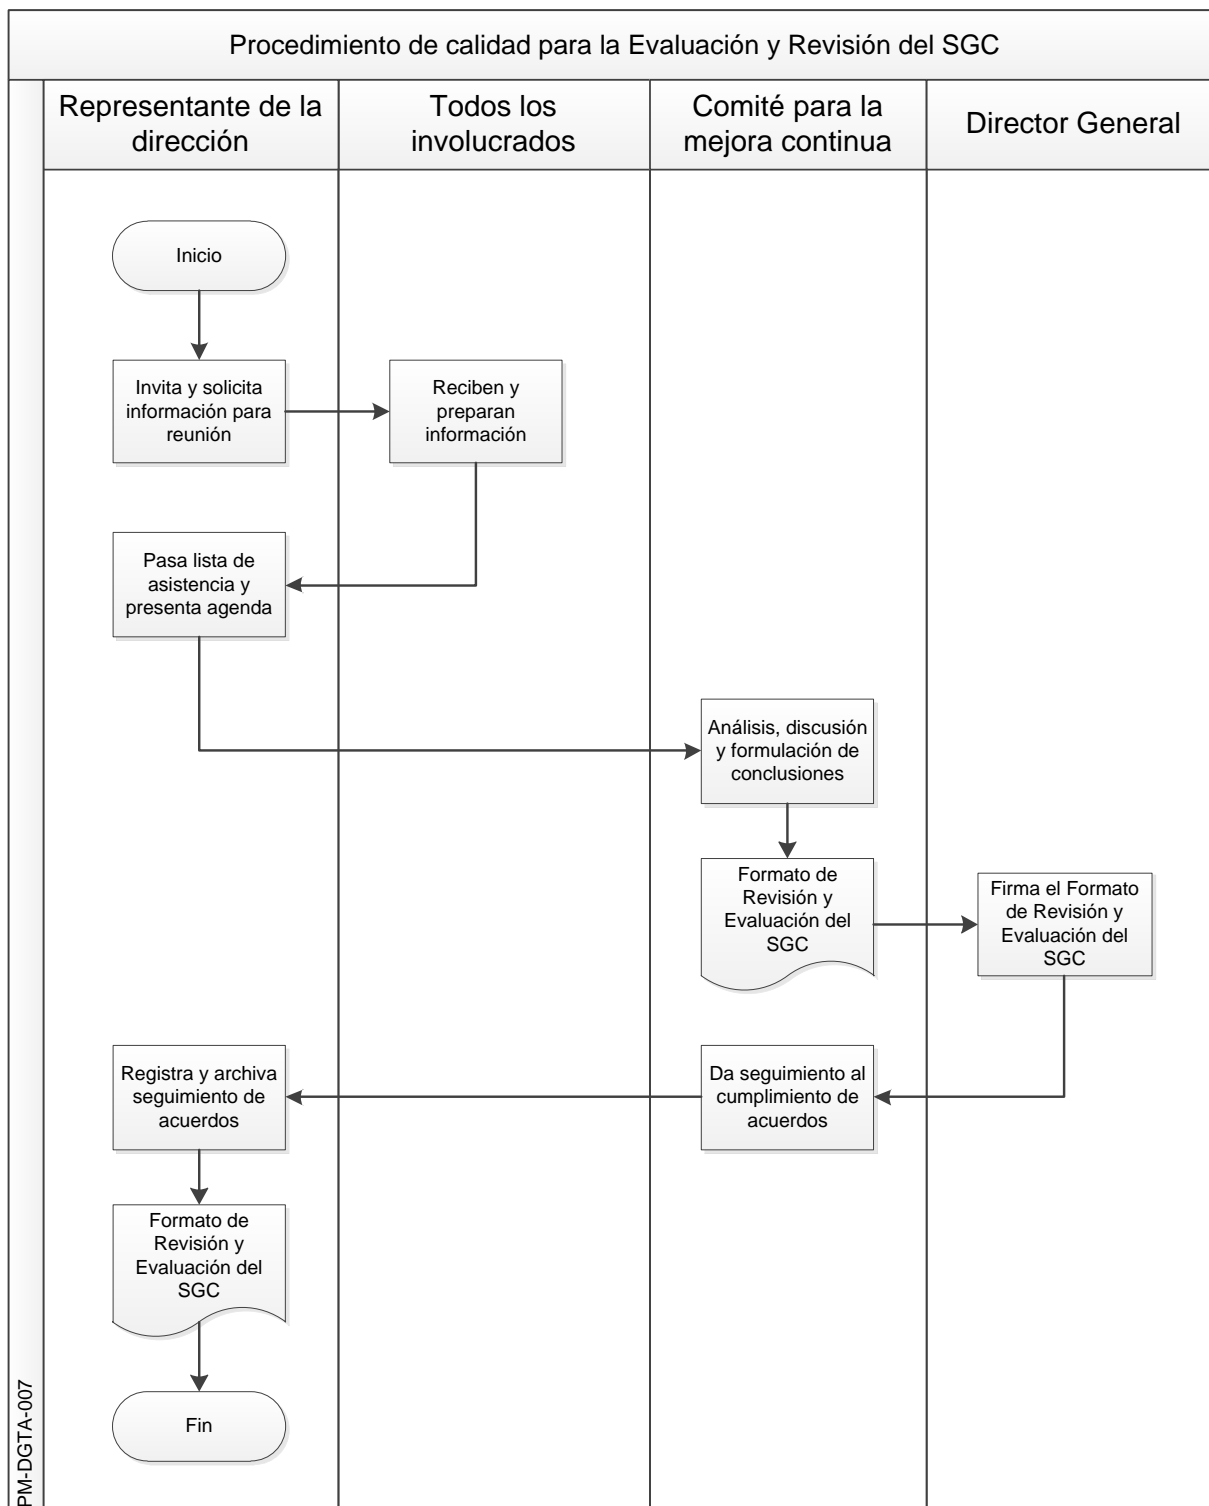 Procedimiento de calidad para la Evaluación y Revisión del SGC
Representante de la
dirección
Todos los
involucrados
Comité para la
mejora continua
Director General
Inicio
Invita y solicita
información para
reunión
Reciben y
preparan
información
Pasa lista de
asistencia y
presenta agenda
Análisis, discusión
y formulación de
conclusiones
Formato de
Revisión y
Evaluación del
SGC
Firma el Formato
de Revisión y
Evaluación del
SGC
Da seguimiento al
cumplimiento de
acuerdos
Registra y archiva
seguimiento de
acuerdos
Formato de
Revisión y
Evaluación del
SGC
Fin
PM-DGTA-007